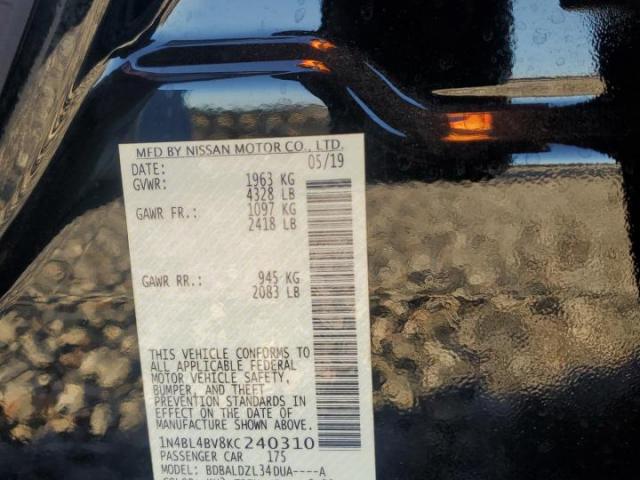 MFD BY NISSAN MOTOR CO., LTD.
DATE: 05/19
GVWR: 1963 KG
4328 LB
GAWR FR.: 1097 KG
2418 LB
GAWR RR.: 945 KG
2083 LB
THIS VEHICLE CONFORMS TO
ALL APPLICABLE FEDERAL
MOTOR VEHICLE SAFETY,
BUMPER, AND THEFT
PREVENTION STANDARDS IN
EFFECT ON THE DATE OF
MANUFACTURE SHOWN ABOVE.
1N4BL4BV8KC240310
PASSENGER CAR 175
MODEL: BDBALDZL34DUA----A